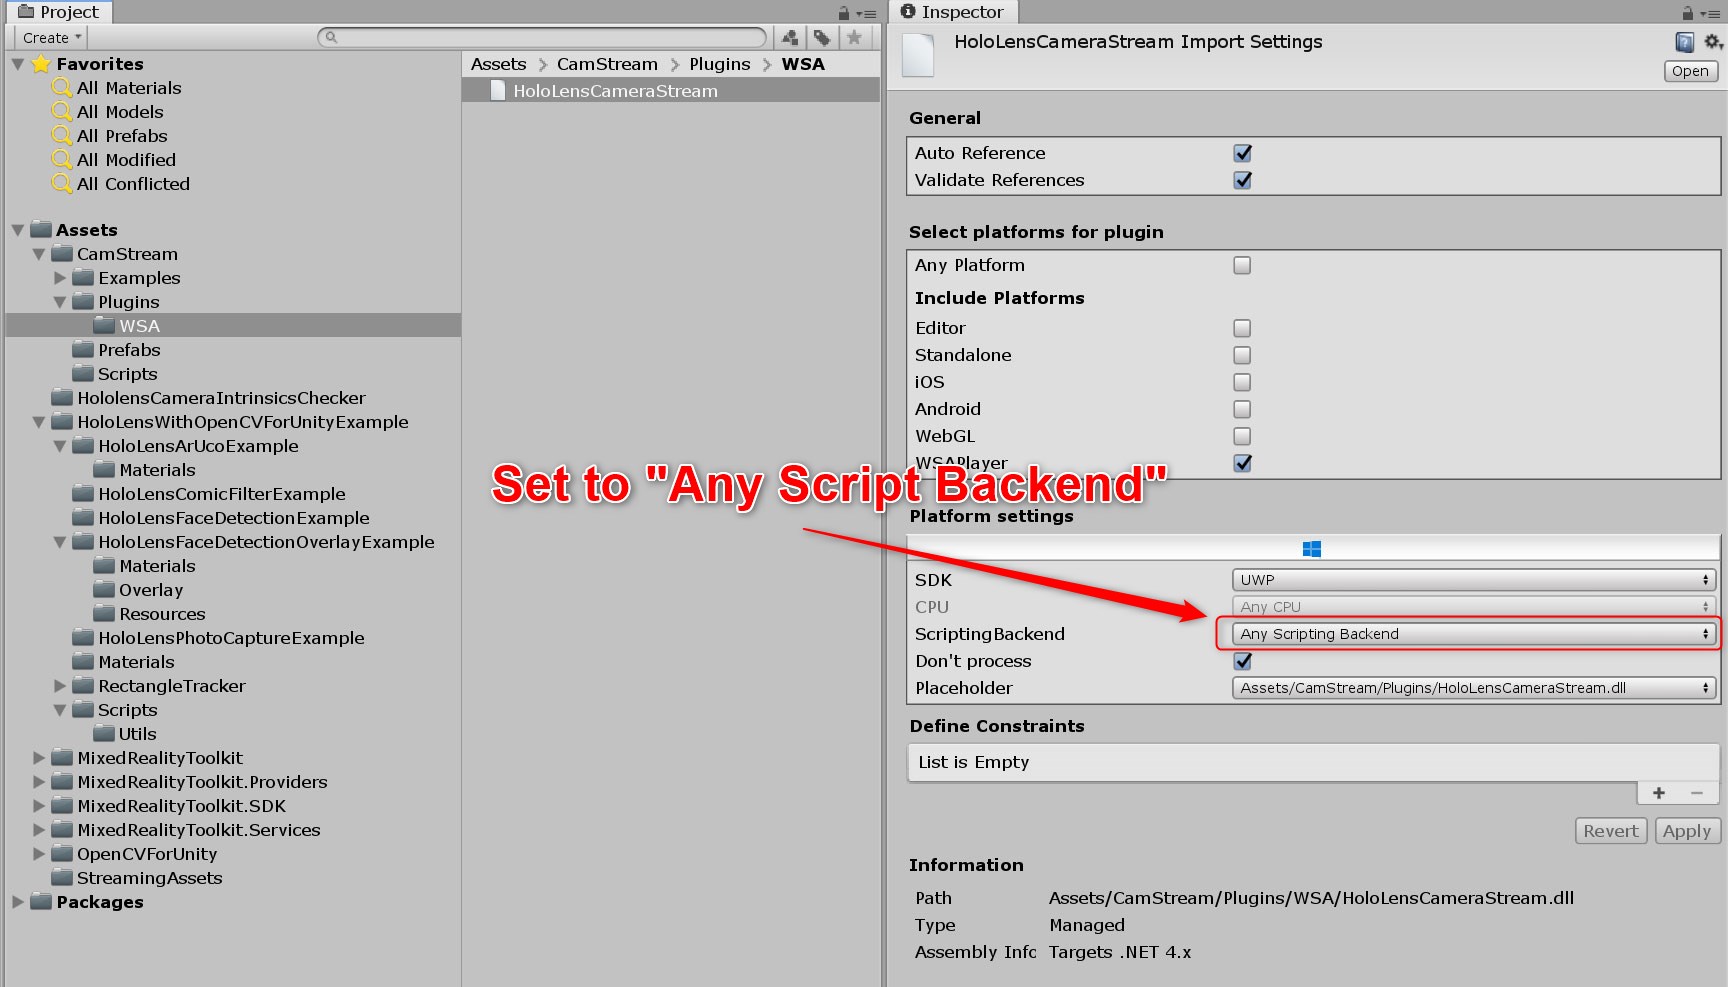 Project
Create
Favorites
All Materials
All Models
All Prefabs
All Modified
All Conflicted
Assets
CamStream
Examples
Plugins
WSA
Prefabs
Scripts
HololensCameraIntrinsicsChecker
HoloLensWithOpenCVForUnityExample
HoloLensArUcoExample
Materials
HoloLensComicFilterExample
HoloLensFaceDetectionExample
HoloLensFaceDetectionOverlayExample
Materials
Overlay
Resources
HoloLensPhotoCaptureExample
Materials
RectangleTracker
Scripts
Utils
MixedRealityToolkit
MixedRealityToolkit.Providers
MixedRealityToolkit.SDK
MixedRealityToolkit.Services
OpenCVForUnity
StreamingAssets
Packages
Assets > CamStream > Plugins > WSA
HoloLensCameraStream
Set to "Any Script Backend"
Inspector
HoloLensCameraStream Import Settings
Open
General
Auto Reference
Validate References
Select platforms for plugin
Any Platform
Include Platforms
Editor
Standalone
iOS
Android
WebGL
WSAPlayer
Platform settings
SDK UWP
CPU Any CPU
ScriptingBackend Any Scripting Backend
Don't process
Placeholder Assets/CamStream/Plugins/HoloLensCameraStream.dll
Define Constraints
List is Empty
+ −
Revert Apply
Information
Path Assets/CamStream/Plugins/WSA/HoloLensCameraStream.dll
Type Managed
Assembly Info Targets .NET 4.x